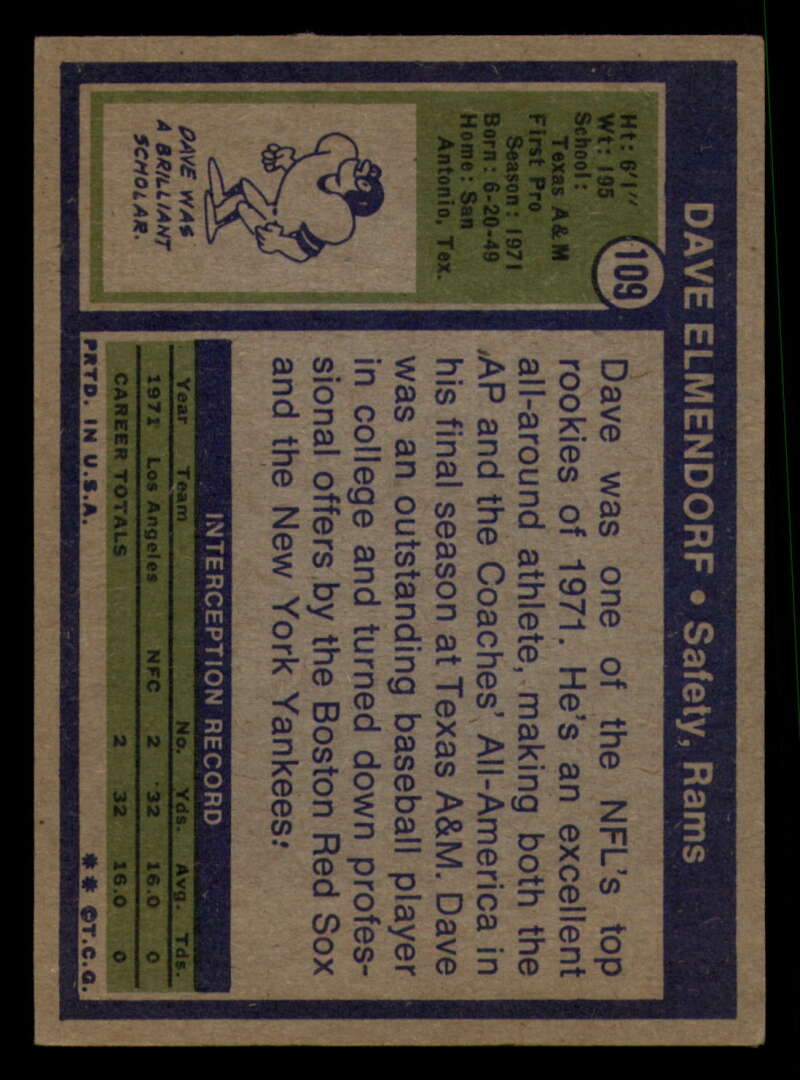 DAVE ELMENDORF • Safety, Rams
109
Ht: 6'1"
Wt: 195
School:
Texas A & M
First Pro
Season: 1971
Born: 6-20-49
Home: San
Antonio, Tex.
DAVE WAS
A BRILLIANT
SCHOLAR.
Dave was one of the NFL's top
rookies of 1971. He's an excellent
all-around athlete, making both the
AP and the Coaches' All-America in
his final season at Texas A&M. Dave
was an outstanding baseball player
in college and turned down profes-
sional offers by the Boston Red Sox
and the New York Yankees.
INTERCEPTION RECORD
Year Team No. Yds. Avg. Tds.
1971 Los Angeles NFC 2 32 16.0 0
CAREER TOTALS 2 32 16.0 0
PRTD. IN U.S.A. ** ©T.C.G.